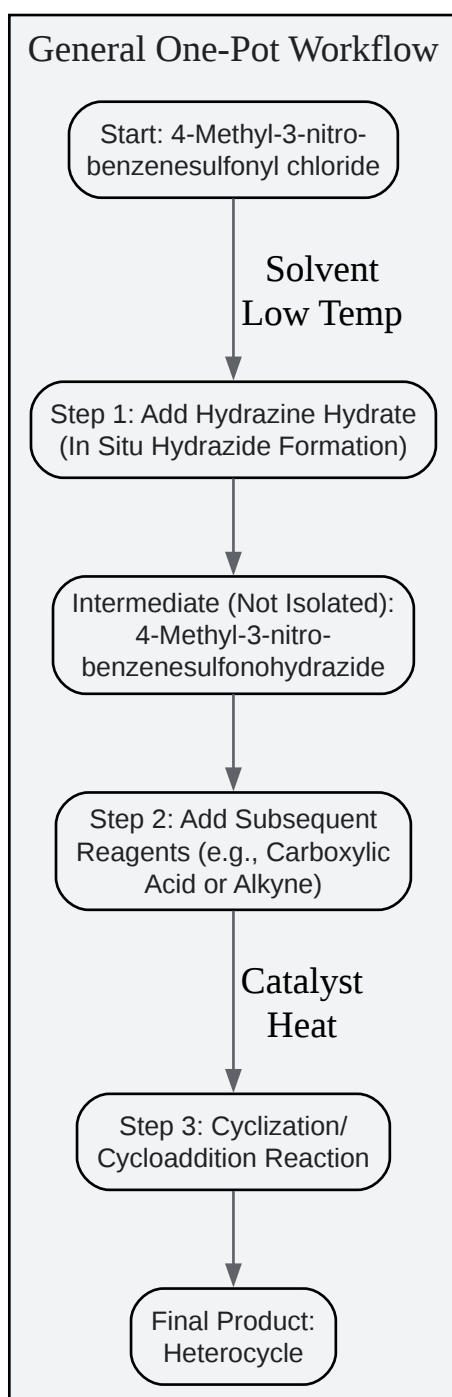 General One-Pot Workflow
Start: 4-Methyl-3-nitro-
benzenesulfonyl chloride
Solvent
Low Temp
Step 1: Add Hydrazine Hydrate
(In Situ Hydrazide Formation)
Intermediate (Not Isolated):
4-Methyl-3-nitro-
benzenesulfonohydrazide
Step 2: Add Subsequent
Reagents (e.g., Carboxylic
Acid or Alkyne)
Catalyst
Heat
Step 3: Cyclization/
Cycloaddition Reaction
Final Product:
Heterocycle